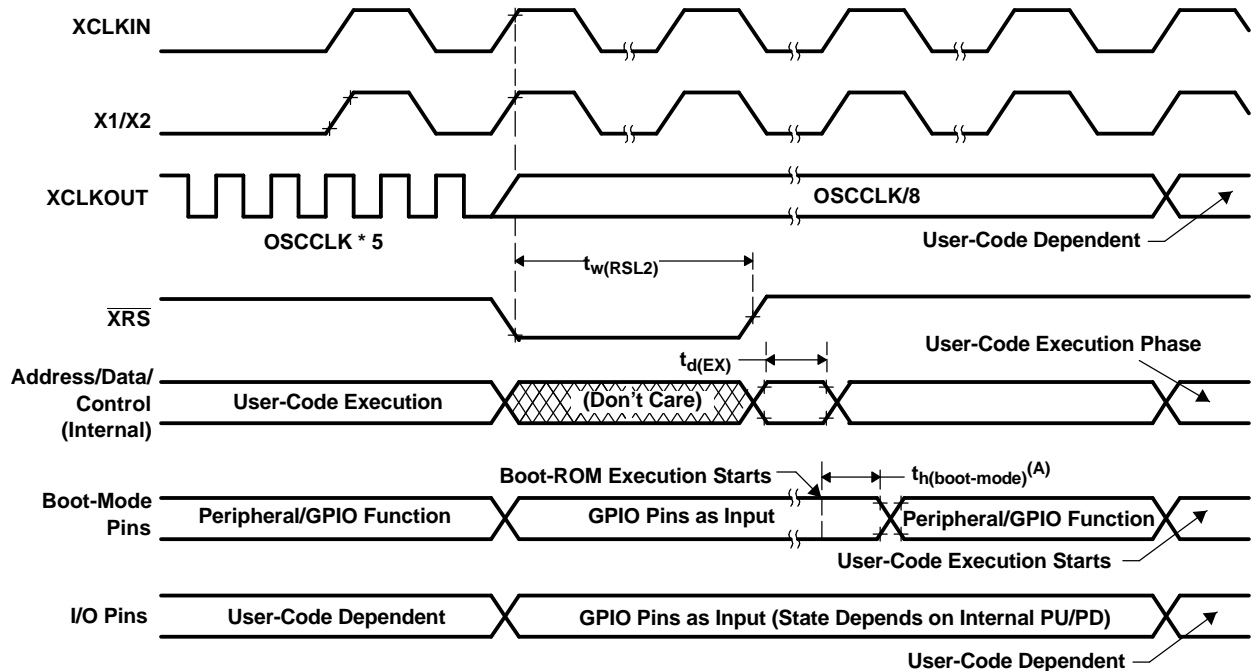 XCLKIN
X1/X2
XCLKOUT
OSCCLK/8
OSCCLK * 5
User-Code Dependent
tw(RSL2)
XRS
User-Code Execution Phase
td(EX)
Address/Data/
Control
(Internal)
User-Code Execution
(Don't Care)
Boot-ROM Execution Starts
th(boot-mode)(A)
Boot-Mode
Pins
Peripheral/GPIO Function
GPIO Pins as Input
Peripheral/GPIO Function
User-Code Execution Starts
I/O Pins
User-Code Dependent
GPIO Pins as Input (State Depends on Internal PU/PD)
User-Code Dependent